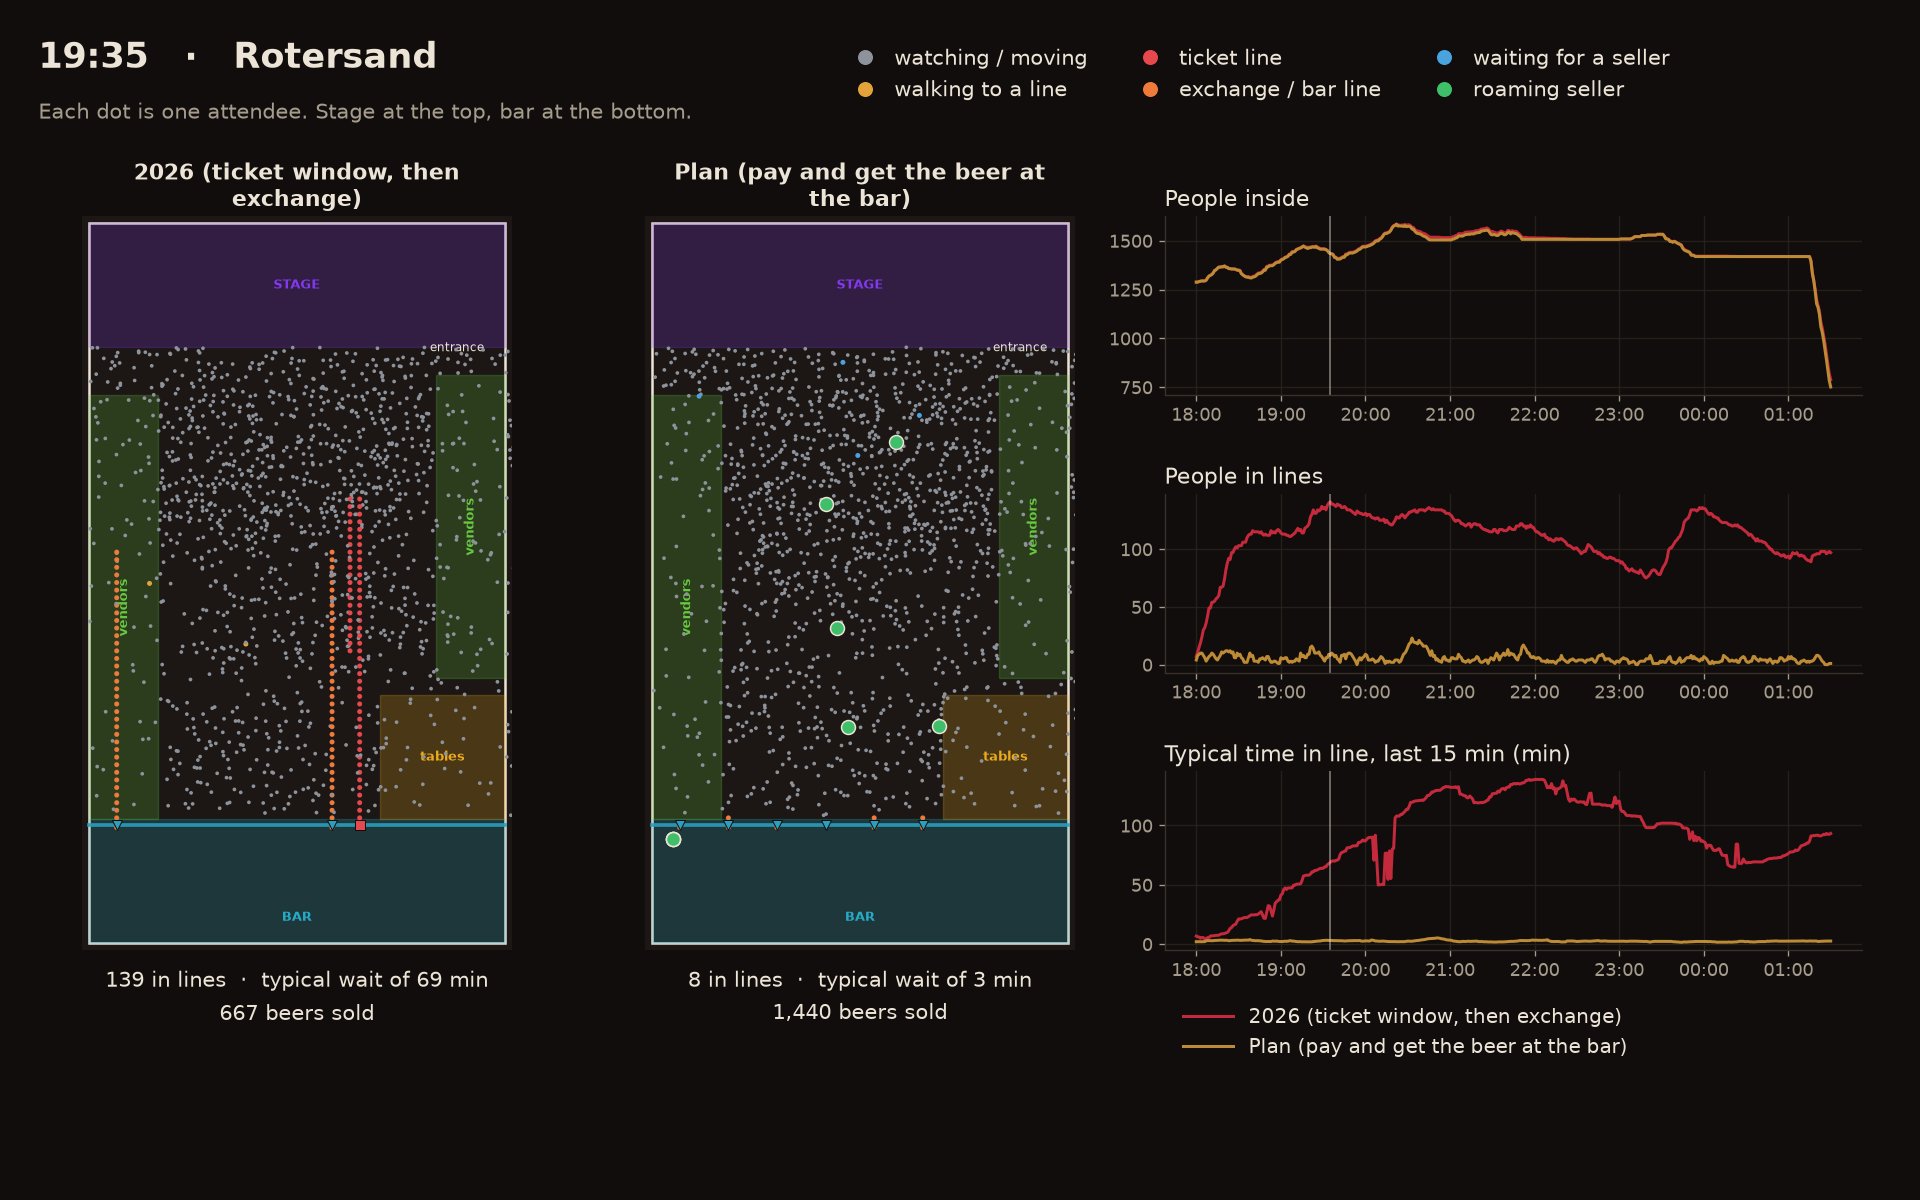 19:35 · Rotersand
Each dot is one attendee. Stage at the top, bar at the bottom.
watching / moving
walking to a line
ticket line
exchange / bar line
waiting for a seller
roaming seller
2026 (ticket window, then
exchange)
STAGE
entrance
vendors
vendors
tables
BAR
139 in lines · typical wait of 69 min
667 beers sold
Plan (pay and get the beer at
the bar)
STAGE
entrance
vendors
vendors
tables
BAR
8 in lines · typical wait of 3 min
1,440 beers sold
People inside
1500
1250
1000
750
18:00 19:00 20:00 21:00 22:00 23:00 00:00 01:00
People in lines
100
50
0
18:00 19:00 20:00 21:00 22:00 23:00 00:00 01:00
Typical time in line, last 15 min (min)
100
50
0
18:00 19:00 20:00 21:00 22:00 23:00 00:00 01:00
2026 (ticket window, then exchange)
Plan (pay and get the beer at the bar)